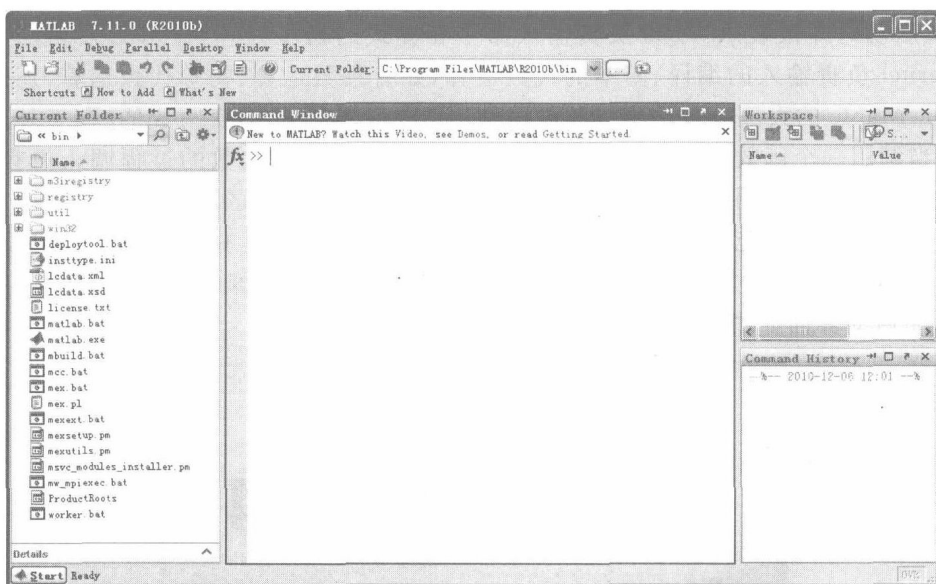 MATLAB 7.11.0 (R2010b)
File Edit Debug Parallel Desktop Window Help
Current Folder: C:\Program Files\MATLAB\R2010b\bin
Shortcuts How to Add What's New
Current Folder
« bin
Name
m3iregistry
registry
util
win32
deploytool.bat
insttype.ini
lcdata.xml
lcdata.xsd
license.txt
matlab.bat
matlab.exe
mbuild.bat
mcc.bat
mex.bat
mex.pl
mexext.bat
mexsetup.pm
mexutils.pm
msvc_modules_installer.pm
mw_mpiexec.bat
ProductRoots
worker.bat
Details
Command Window
New to MATLAB? Watch this Video, see Demos, or read Getting Started.
fx >>
Workspace
S...
Name Value
Command History
--%-- 2010-12-06 12:01 --%
Start Ready
OVR